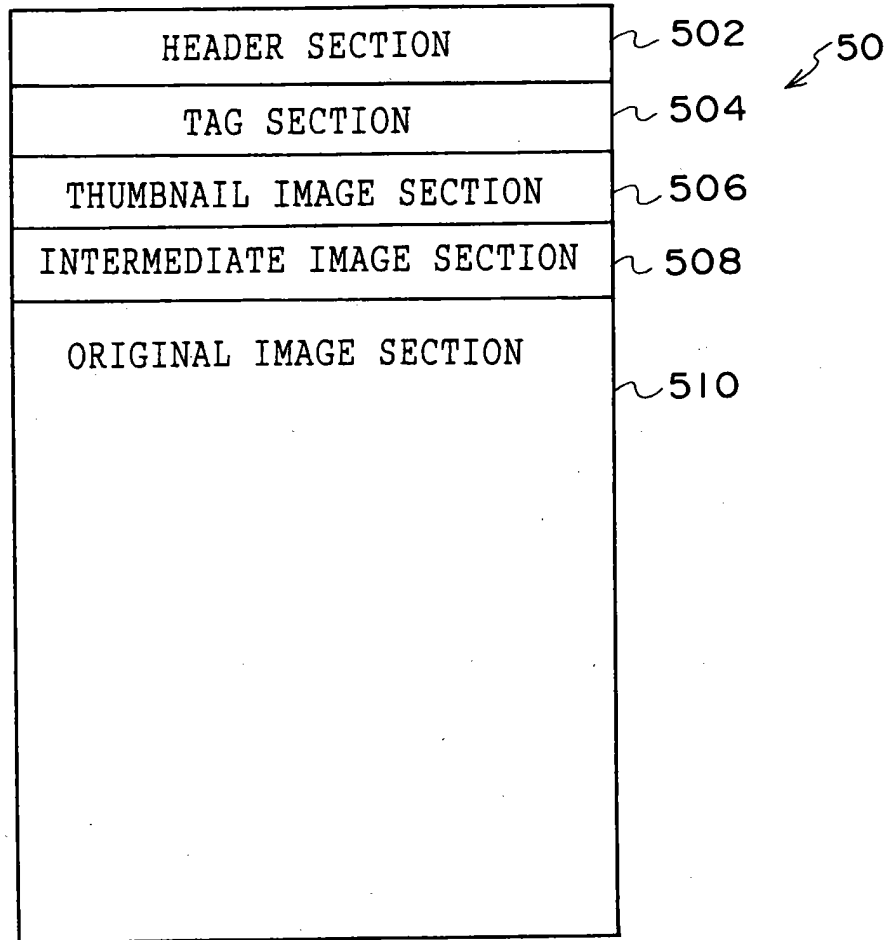 HEADER SECTION 502
50
TAG SECTION 504
THUMBNAIL IMAGE SECTION 506
INTERMEDIATE IMAGE SECTION 508
ORIGINAL IMAGE SECTION
510